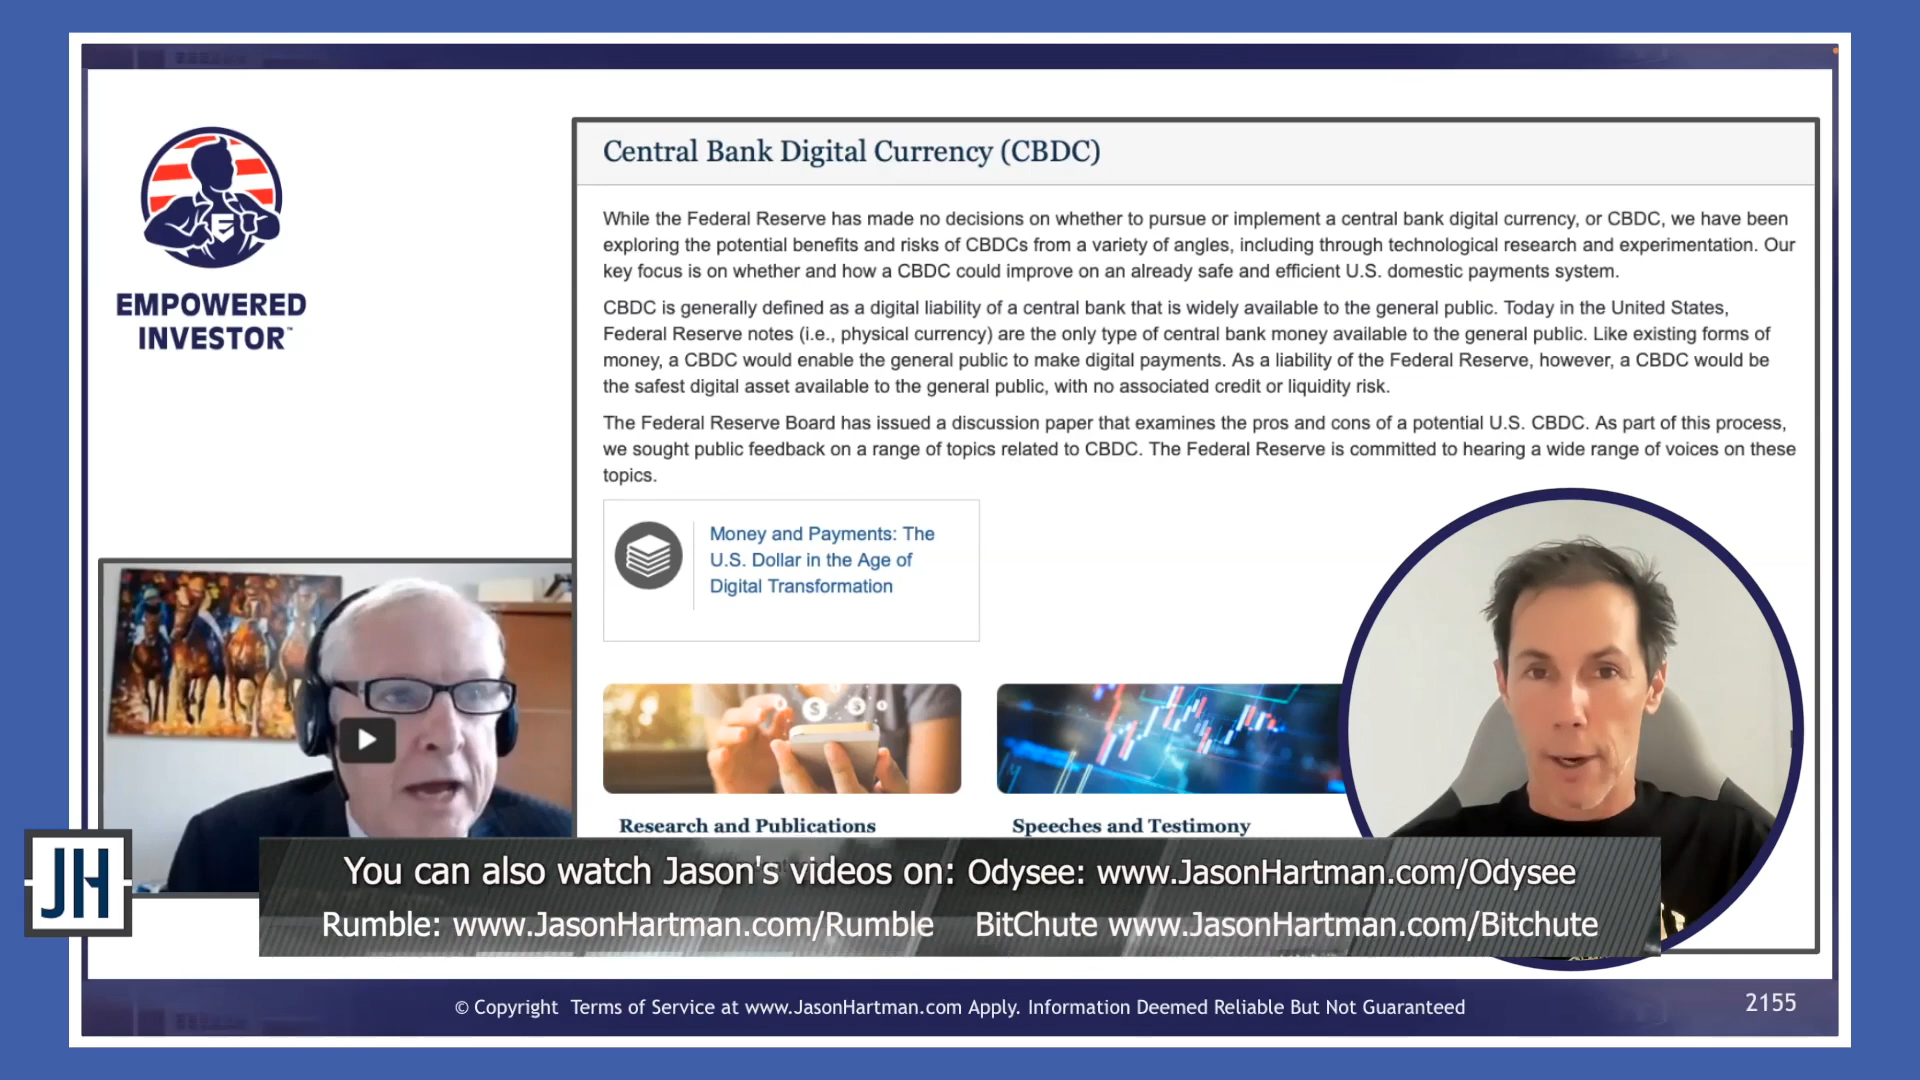 EMPOWERED
INVESTOR™
Central Bank Digital Currency (CBDC)
While the Federal Reserve has made no decisions on whether to pursue or implement a central bank digital currency, or CBDC, we have been
exploring the potential benefits and risks of CBDCs from a variety of angles, including through technological research and experimentation. Our
key focus is on whether and how a CBDC could improve on an already safe and efficient U.S. domestic payments system.
CBDC is generally defined as a digital liability of a central bank that is widely available to the general public. Today in the United States,
Federal Reserve notes (i.e., physical currency) are the only type of central bank money available to the general public. Like existing forms of
money, a CBDC would enable the general public to make digital payments. As a liability of the Federal Reserve, however, a CBDC would be
the safest digital asset available to the general public, with no associated credit or liquidity risk.
The Federal Reserve Board has issued a discussion paper that examines the pros and cons of a potential U.S. CBDC. As part of this process,
we sought public feedback on a range of topics related to CBDC. The Federal Reserve is committed to hearing a wide range of voices on these
topics.
Money and Payments: The
U.S. Dollar in the Age of
Digital Transformation
Research and Publications
Speeches and Testimony
JH
You can also watch Jason's videos on: Odysee: www.JasonHartman.com/Odysee
Rumble: www.JasonHartman.com/Rumble BitChute www.JasonHartman.com/Bitchute
© Copyright Terms of Service at www.JasonHartman.com Apply. Information Deemed Reliable But Not Guaranteed
2155